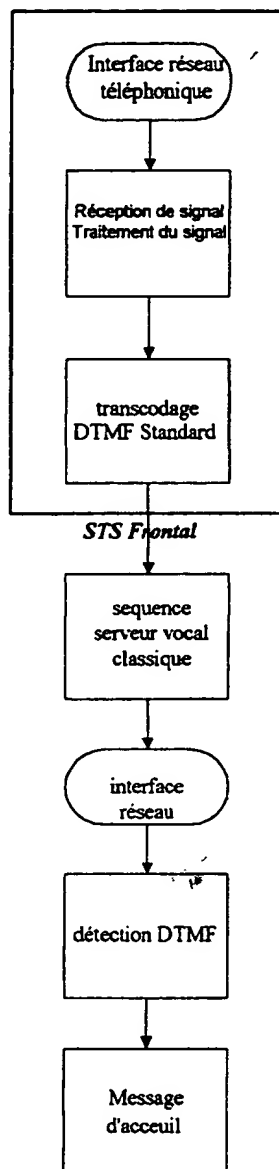 Interface réseau
téléphonique
Réception de signal
Traitement du signal
transcodage
DTMF Standard
STS Frontal
sequence
serveur vocal
classique
interface
réseau
détection DTMF
Message
d'acceuil